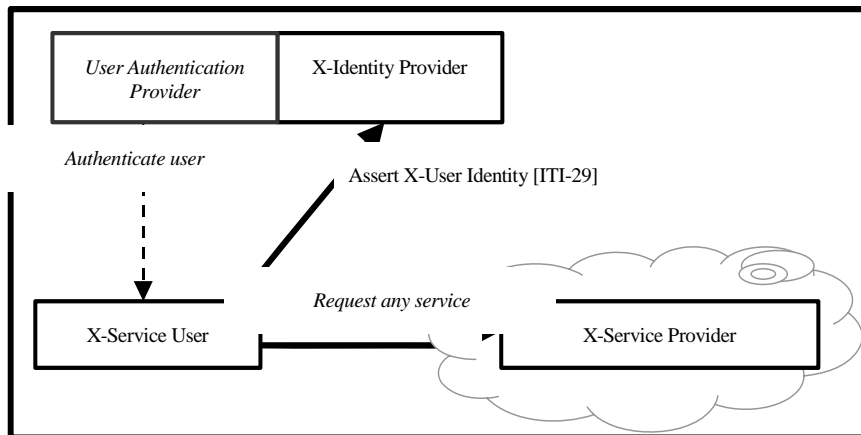 User Authentication
Provider
X-Identity Provider
Authenticate user
Assert X-User Identity [ITI-29]
Request any service
X-Service User
X-Service Provider